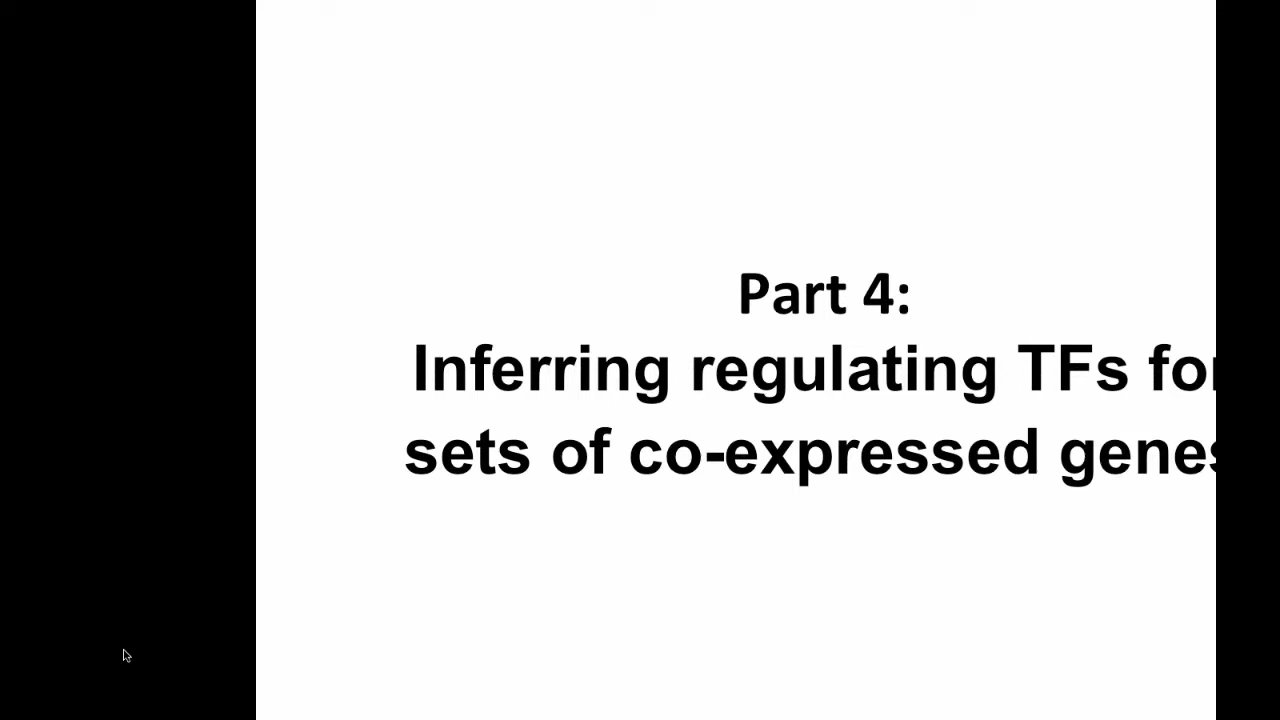 Part 4:
Inferring regulating TFs for
sets of co-expressed genes